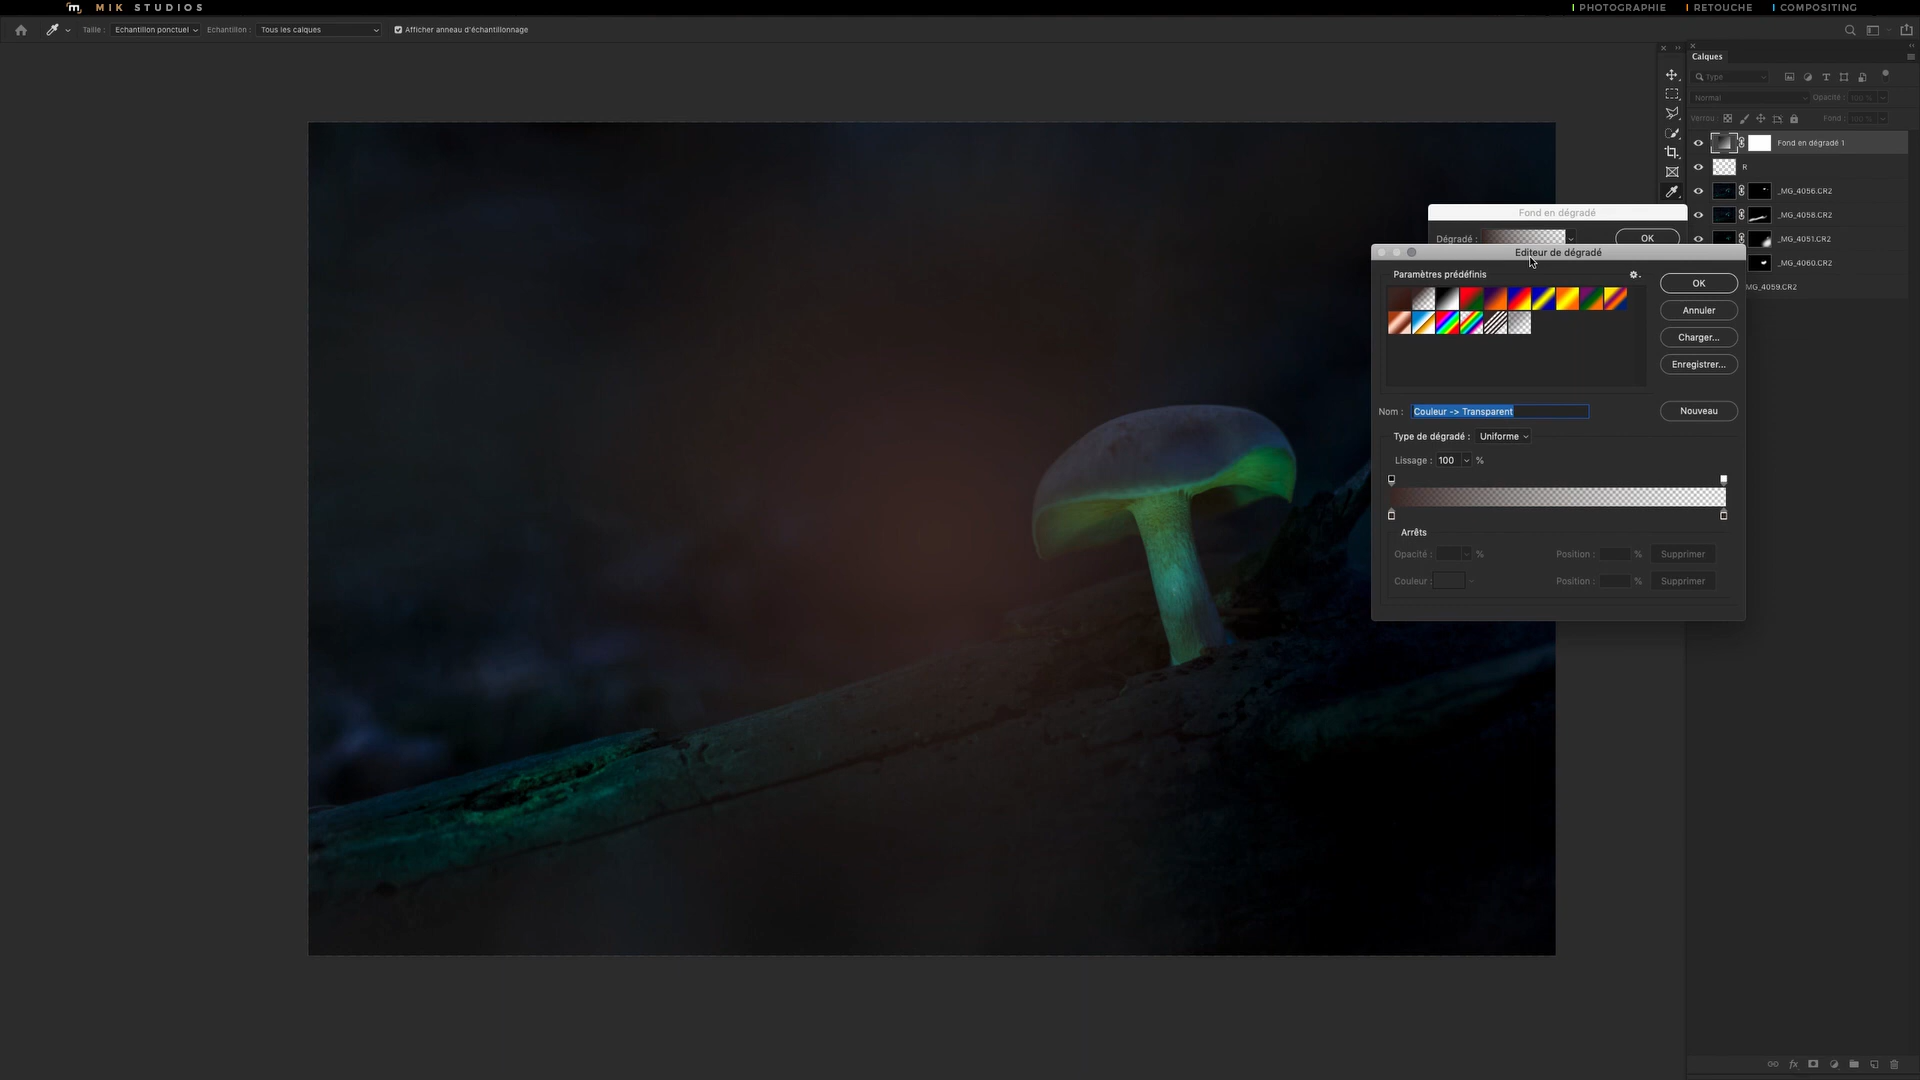 MIK STUDIOS
PHOTOGRAPHIE
RETOUCHE
COMPOSITING
Taille :
Echantillon ponctuel
Echantillon :
Tous les calques
Afficher anneau d'échantillonnage
Calques
Type
Normal
Opacité :
100 %
Verrou :
Fond :
100 %
Fond en dégradé 1
R
_MG_4056.CR2
_MG_4058.CR2
_MG_4051.CR2
_MG_4060.CR2
MG_4059.CR2
Fond en dégradé
Dégradé :
OK
Editeur de dégradé
Paramètres prédéfinis
OK
Annuler
Charger...
Enregistrer...
Nom :
Couleur -> Transparent
Nouveau
Type de dégradé :
Uniforme
Lissage :
100
%
Arrêts
Opacité :
%
Position :
%
Supprimer
Couleur :
Position :
%
Supprimer